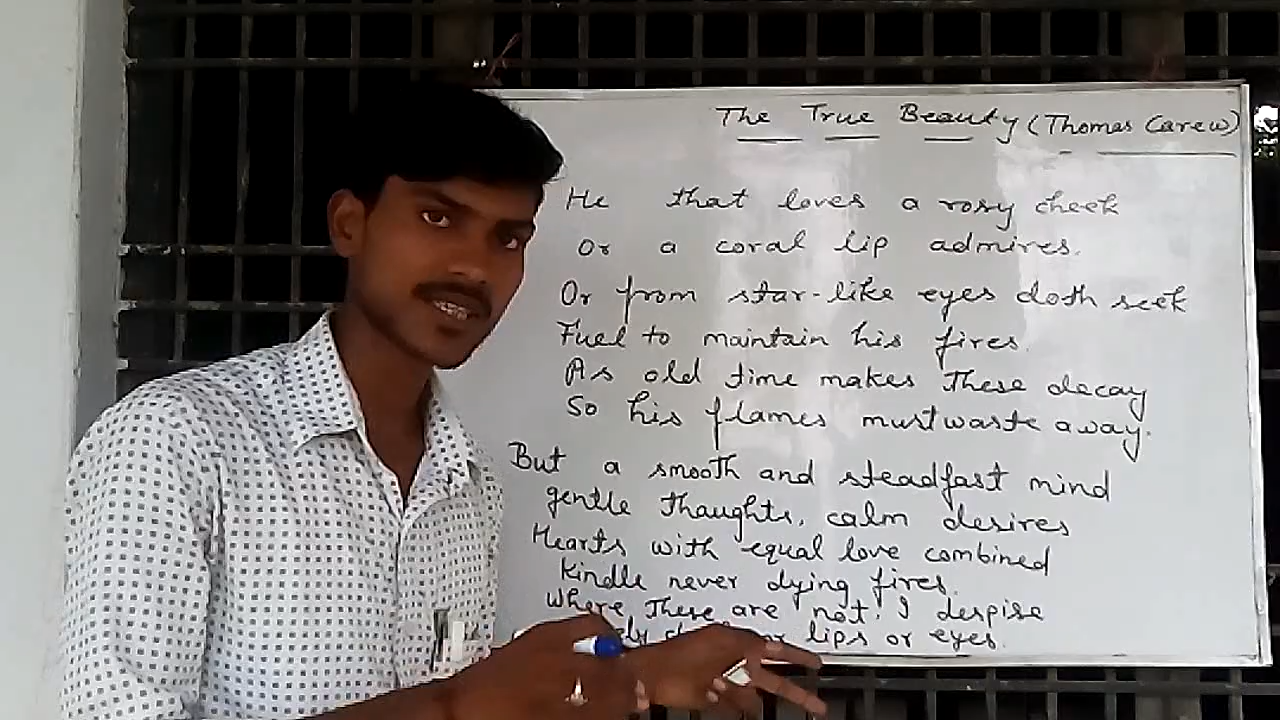 The True Beauty (Thomas Carew)
He that loves a rosy cheek
Or a coral lip admires.
Or from star-like eyes doth seek
Fuel to maintain his fires.
As old time makes these decay
So his flames must waste away.
But a smooth and steadfast mind
gentle thaughts, calm desires
Hearts with equal love combined
Kindle never dying fires.
Where these are not, I despise
lips or eyes.